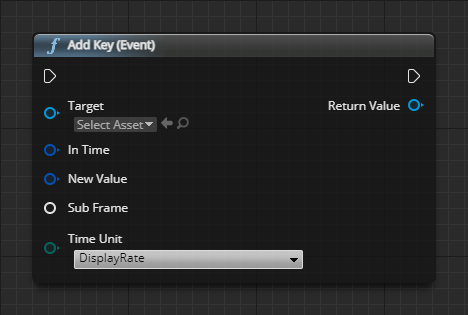 Add Key (Event)
Target
Return Value
Select Asset
In Time
New Value
Sub Frame
Time Unit
DisplayRate